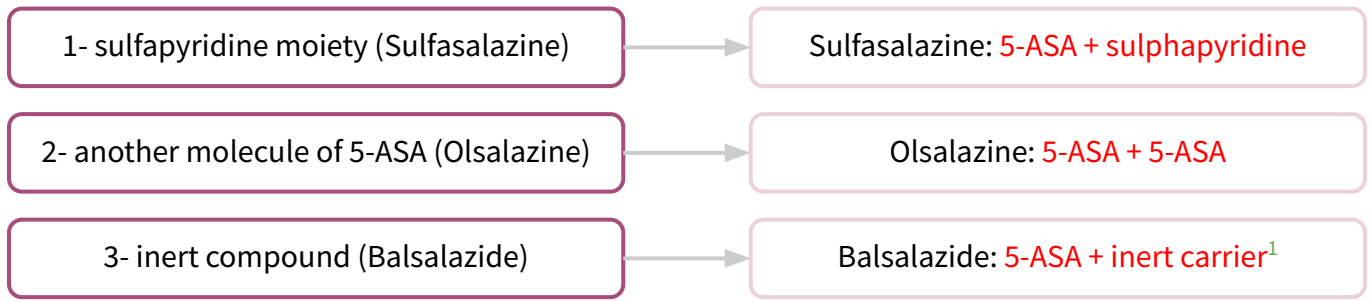 1- sulfapyridine moiety (Sulfasalazine)
Sulfasalazine: 5-ASA + sulphapyridine
2- another molecule of 5-ASA (Olsalazine)
Olsalazine: 5-ASA + 5-ASA
3- inert compound (Balsalazide)
Balsalazide: 5-ASA + inert carrier¹